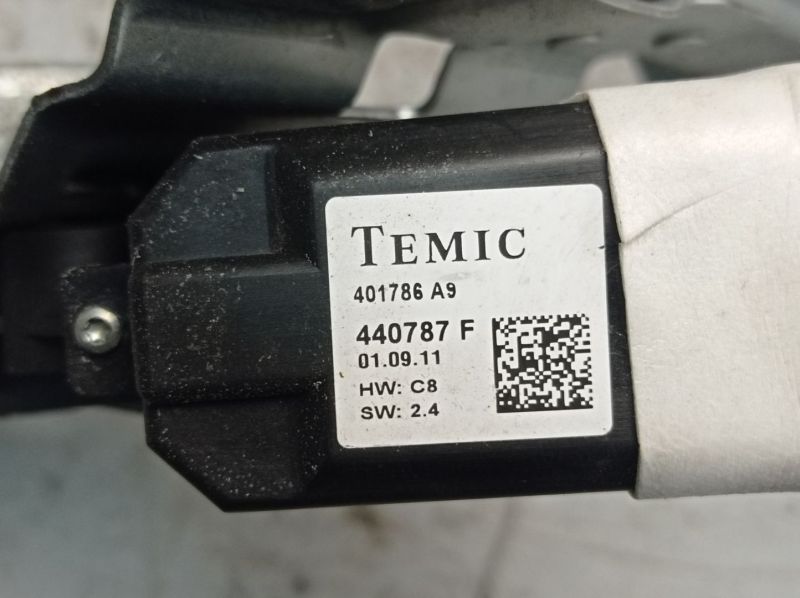 TEMIC
401786 A9
440787 F
01.09.11
HW: C8
SW: 2.4